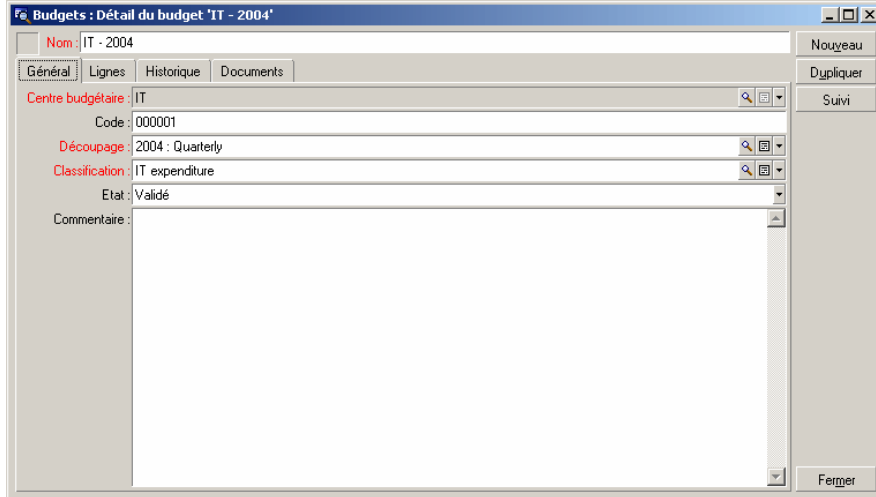 Budgets : Détail du budget 'IT - 2004'
Nom : IT - 2004
Nouveau
Général Lignes Historique Documents
Dupliquer
Centre budgétaire : IT
Suivi
Code : 000001
Découpage : 2004 : Quarterly
Classification : IT expenditure
Etat : Validé
Commentaire :
Fermer